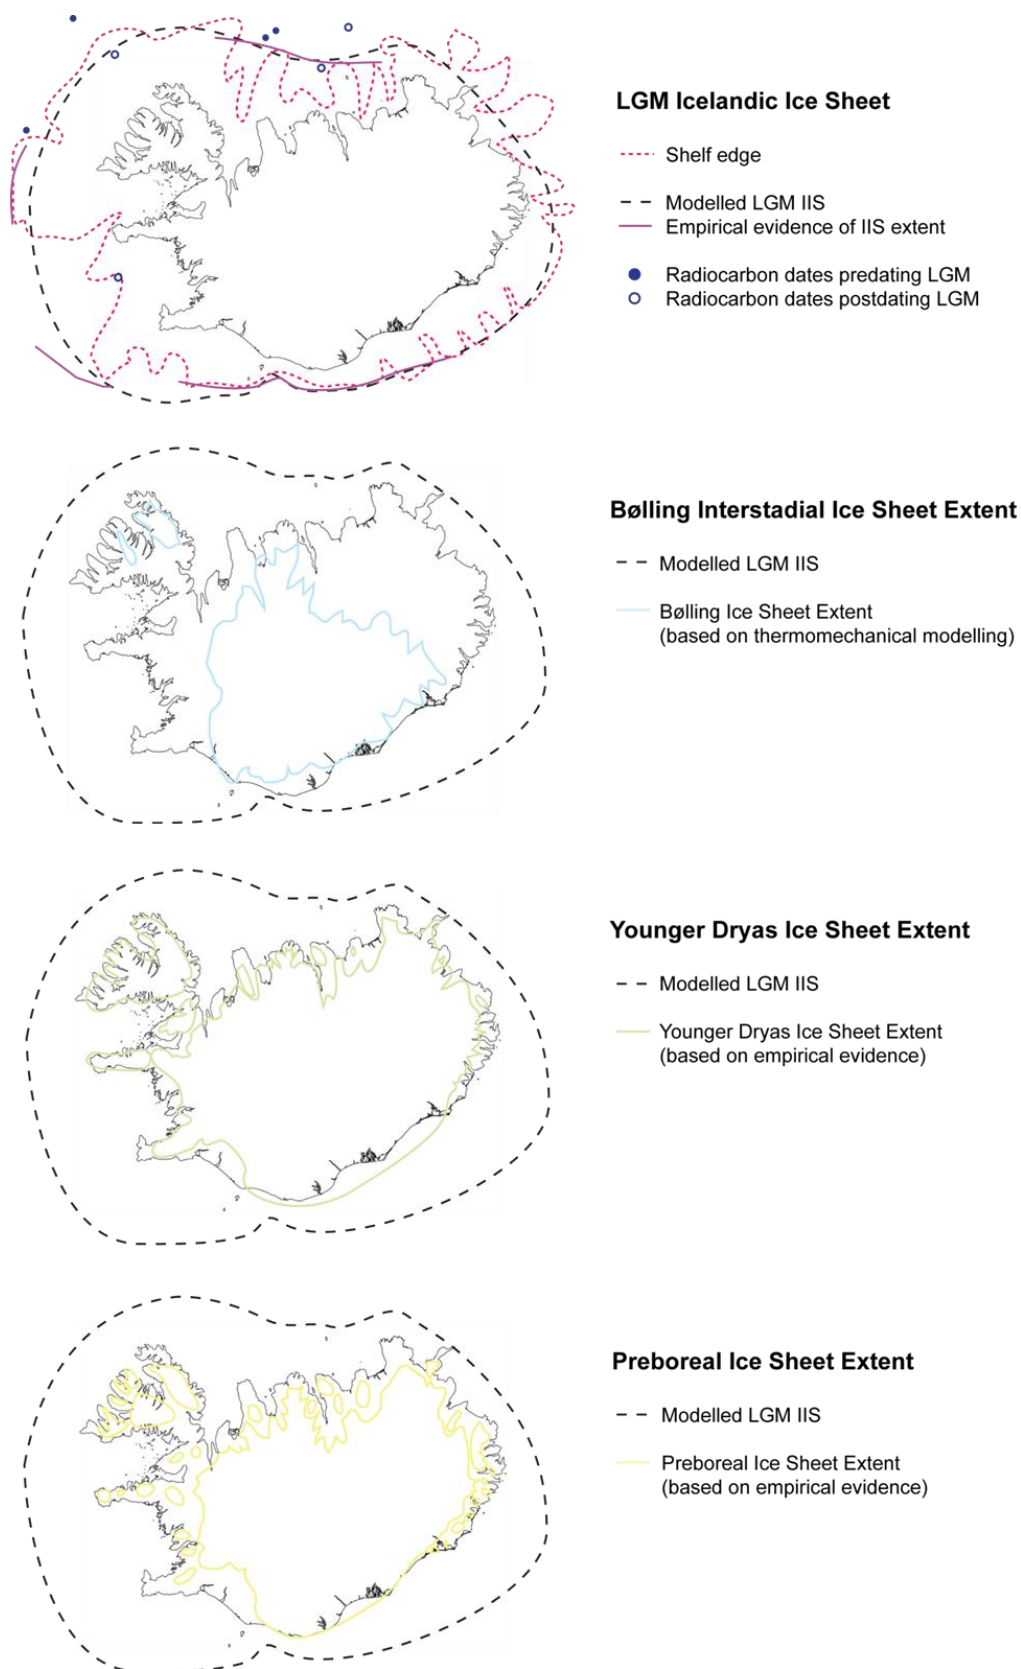 LGM Icelandic Ice Sheet
Shelf edge
Modelled LGM IIS
Empirical evidence of IIS extent
Radiocarbon dates predating LGM
Radiocarbon dates postdating LGM
Bølling Interstadial Ice Sheet Extent
Modelled LGM IIS
Bølling Ice Sheet Extent
(based on thermomechanical modelling)
Younger Dryas Ice Sheet Extent
Modelled LGM IIS
Younger Dryas Ice Sheet Extent
(based on empirical evidence)
Preboreal Ice Sheet Extent
Modelled LGM IIS
Preboreal Ice Sheet Extent
(based on empirical evidence)